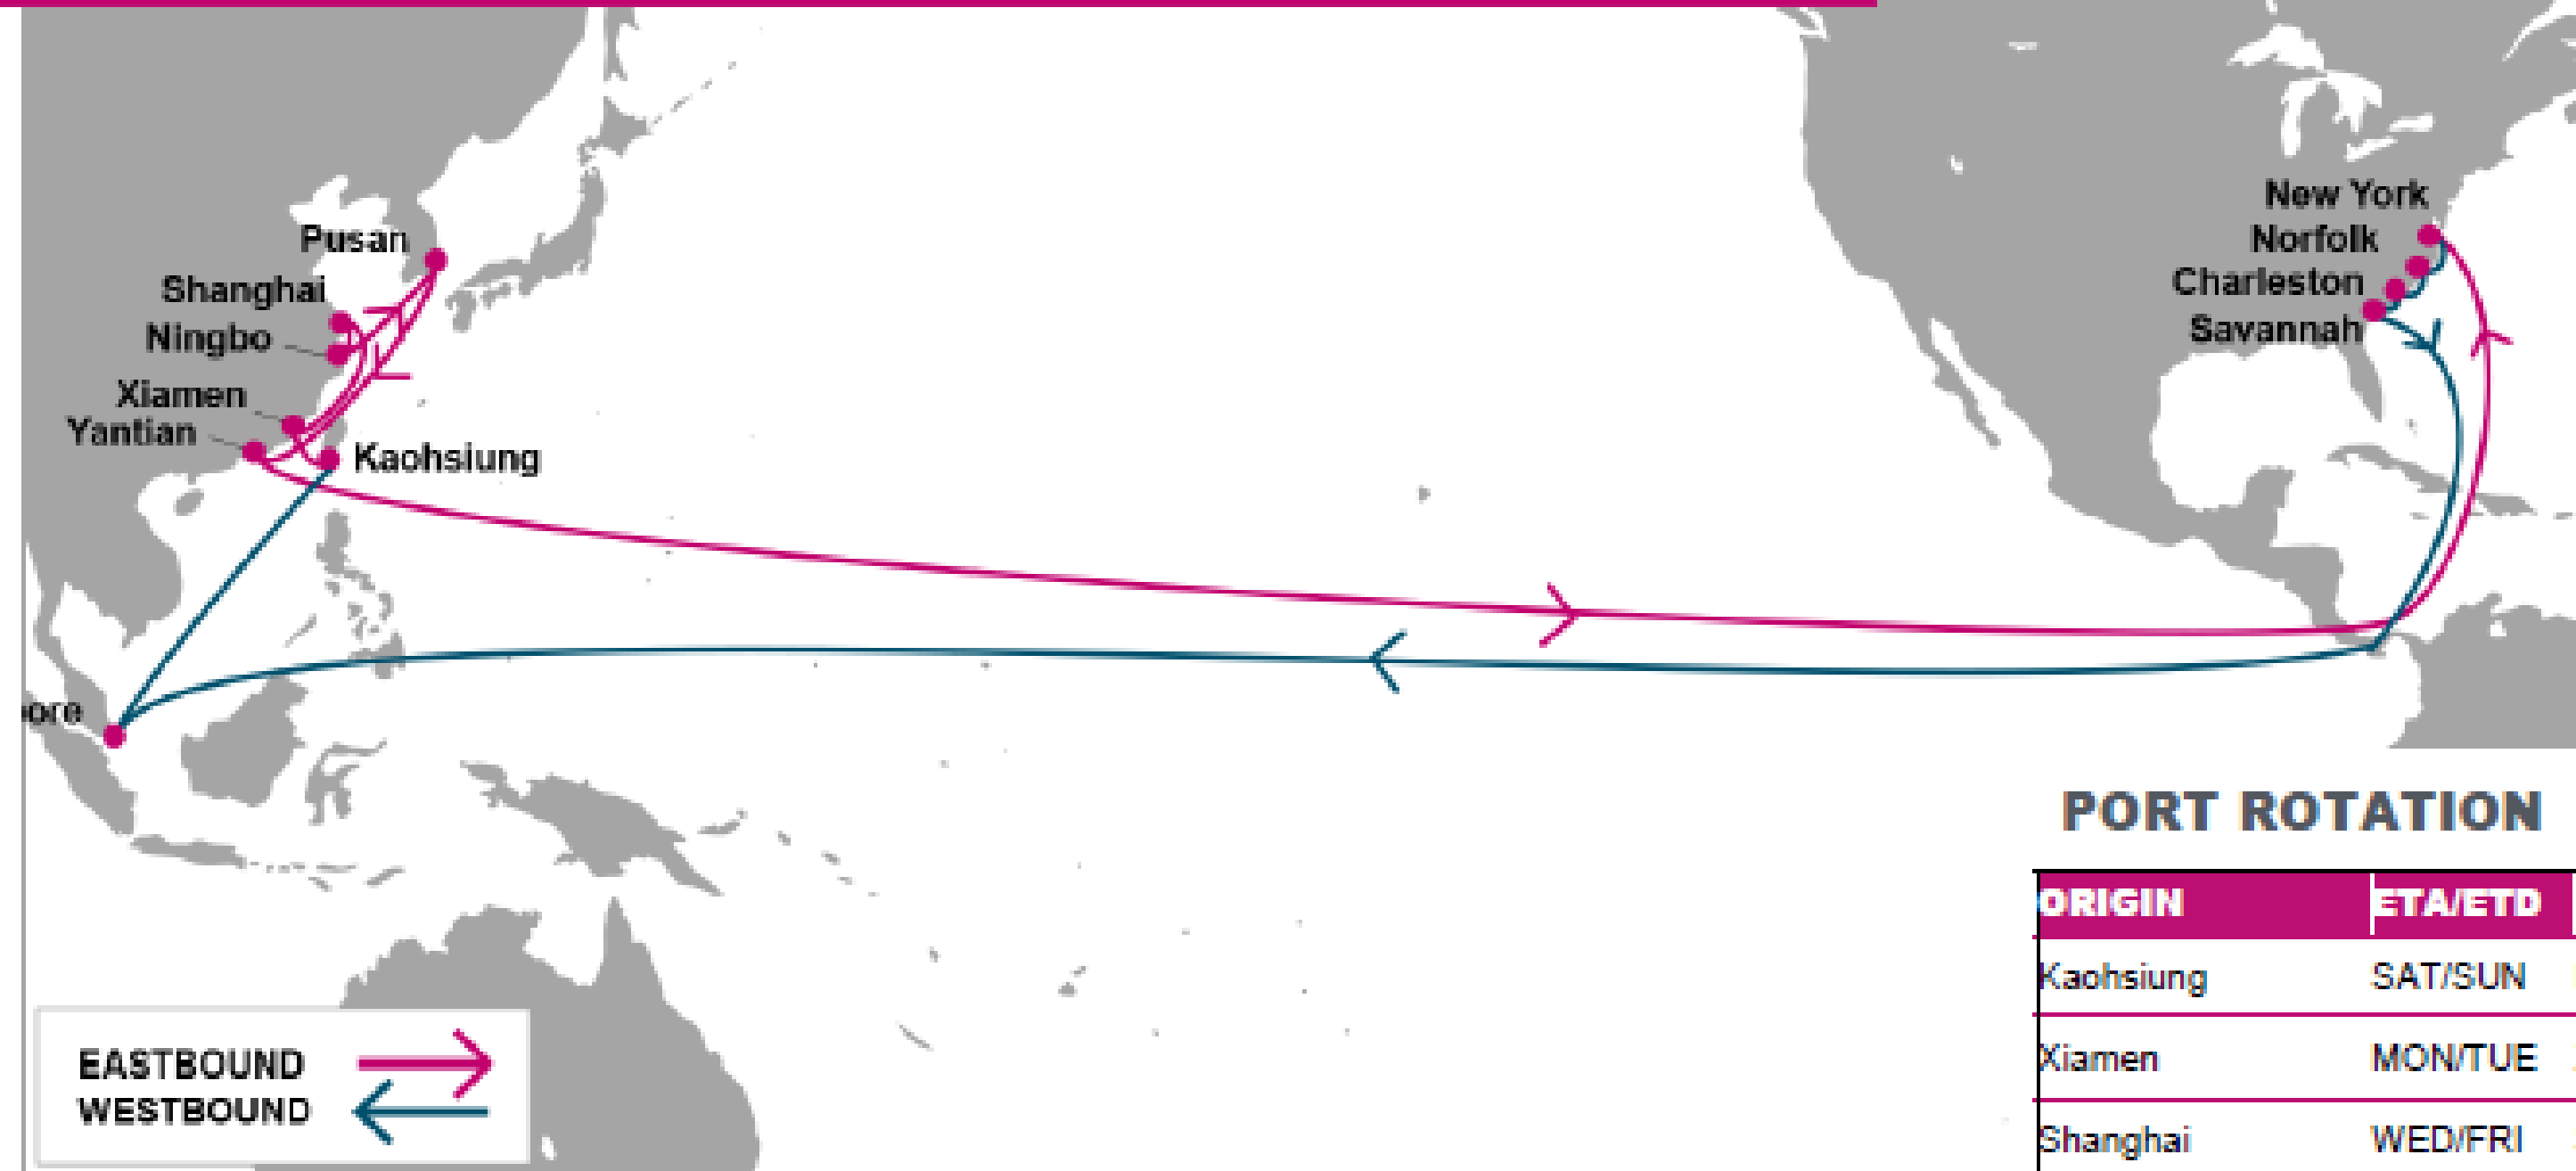 Pusan
Shanghai
Ningbo
Xiamen
Yantian
Kaohsiung
New York
Norfolk
Charleston
Savannah
ore
EASTBOUND
WESTBOUND
PORT ROTATION
ORIGIN ETA/ETD
Kaohsiung SAT/SUN
Xiamen MON/TUE
Shanghai WED/FRI